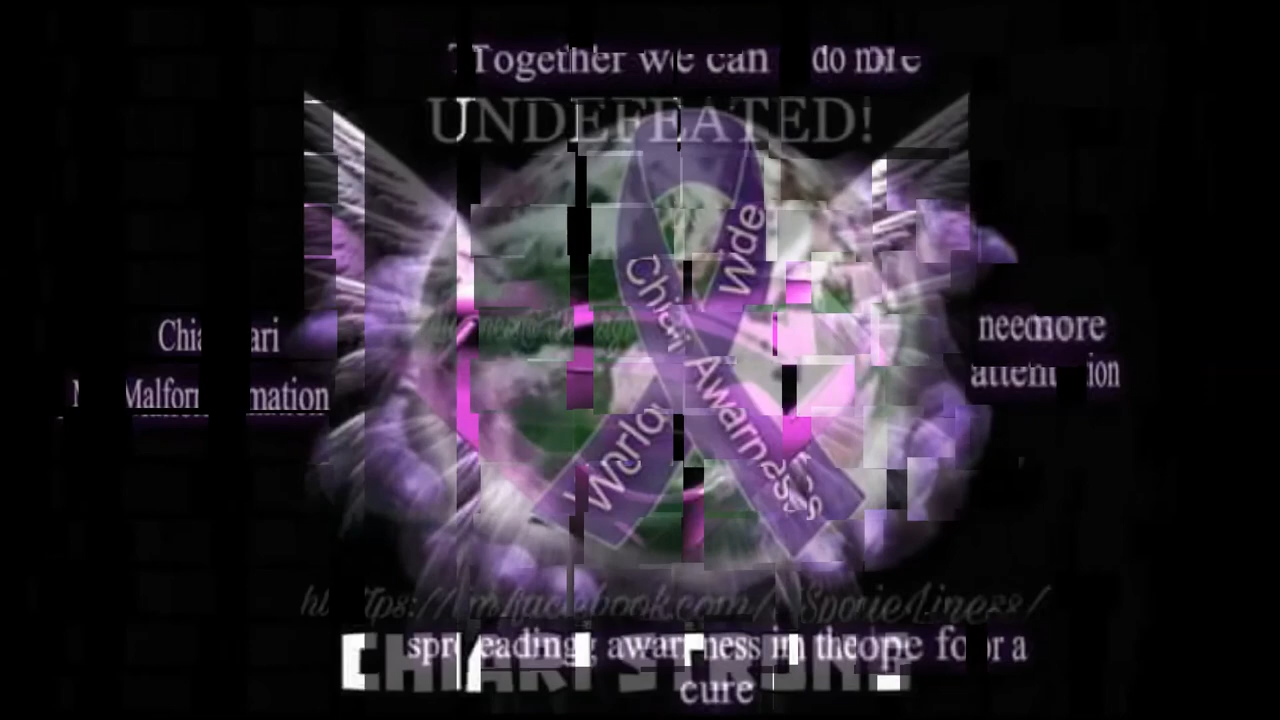 Together we can do more
UNDEFEATED!
Wide
Chiari Awarness
World
Chiari
Malformation
need more
attention
spreading awareness in the hope for a
cure
CHIARI STRONG